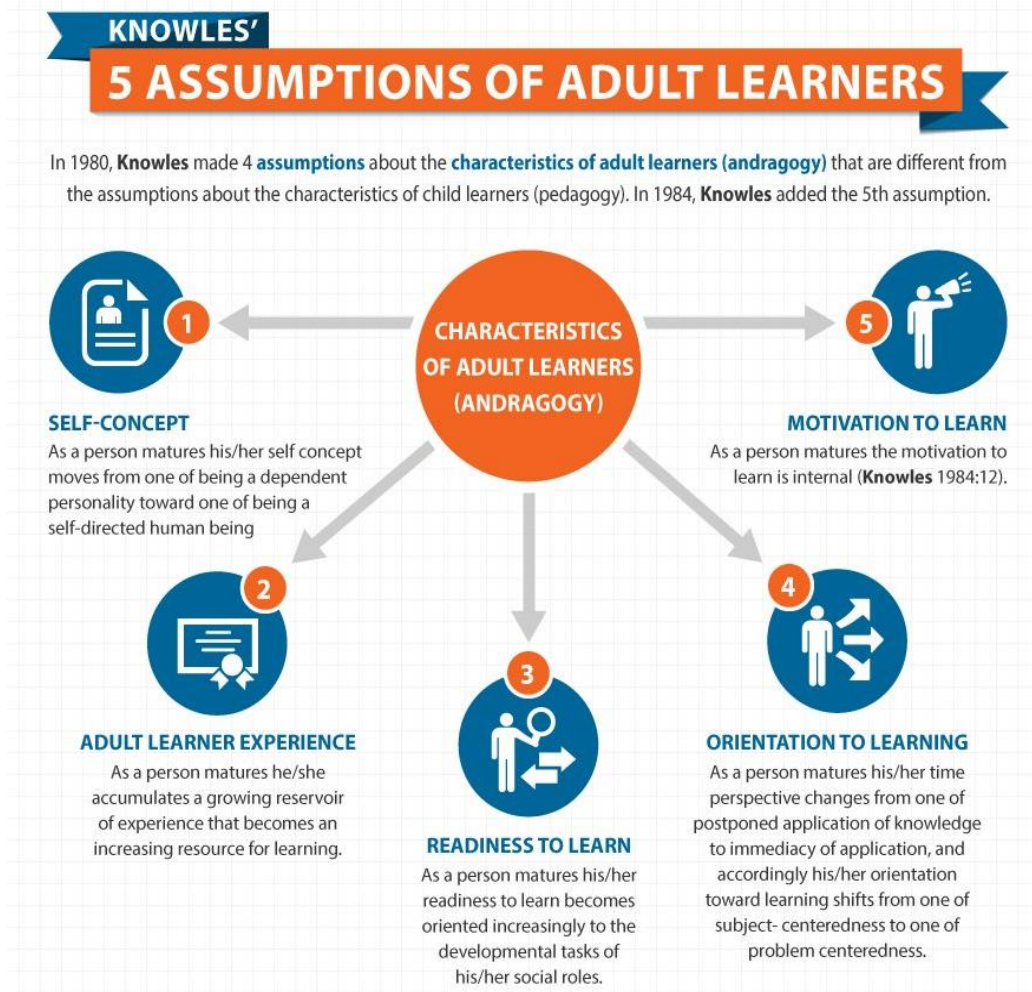 KNOWLES'
5 ASSUMPTIONS OF ADULT LEARNERS
In 1980, Knowles made 4 assumptions about the characteristics of adult learners (andragogy) that are different from
the assumptions about the characteristics of child learners (pedagogy). In 1984, Knowles added the 5th assumption.
CHARACTERISTICS
OF ADULT LEARNERS
(ANDRAGOGY)
1
SELF-CONCEPT
As a person matures his/her self concept
moves from one of being a dependent
personality toward one of being a
self-directed human being
2
ADULT LEARNER EXPERIENCE
As a person matures he/she
accumulates a growing reservoir
of experience that becomes an
increasing resource for learning.
3
READINESS TO LEARN
As a person matures his/her
readiness to learn becomes
oriented increasingly to the
developmental tasks of
his/her social roles.
4
ORIENTATION TO LEARNING
As a person matures his/her time
perspective changes from one of
postponed application of knowledge
to immediacy of application, and
accordingly his/her orientation
toward learning shifts from one of
subject- centeredness to one of
problem centeredness.
5
MOTIVATION TO LEARN
As a person matures the motivation to
learn is internal (Knowles 1984:12).